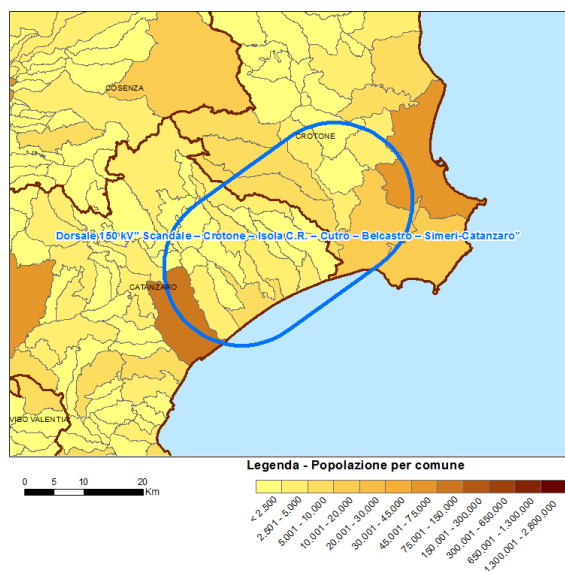 COSENZA
CROTONE
Dorsale 150 kV" Scandale – Crotone – Isola C.R. – Cutro – Belcastro – Simeri-Catanzaro"
CATANZARO
VIBO VALENTIA
Legenda - Popolazione per comune
0 5 10 20
Km
< 2.500
2.501 - 5.000
5.001 - 10.000
10.001 - 20.000
20.001 - 30.000
30.001 - 45.000
45.001 - 75.000
75.001 - 150.000
150.001 - 300.000
300.001 - 650.000
650.001 - 1.300.000
1.300.001 - 2.800.000